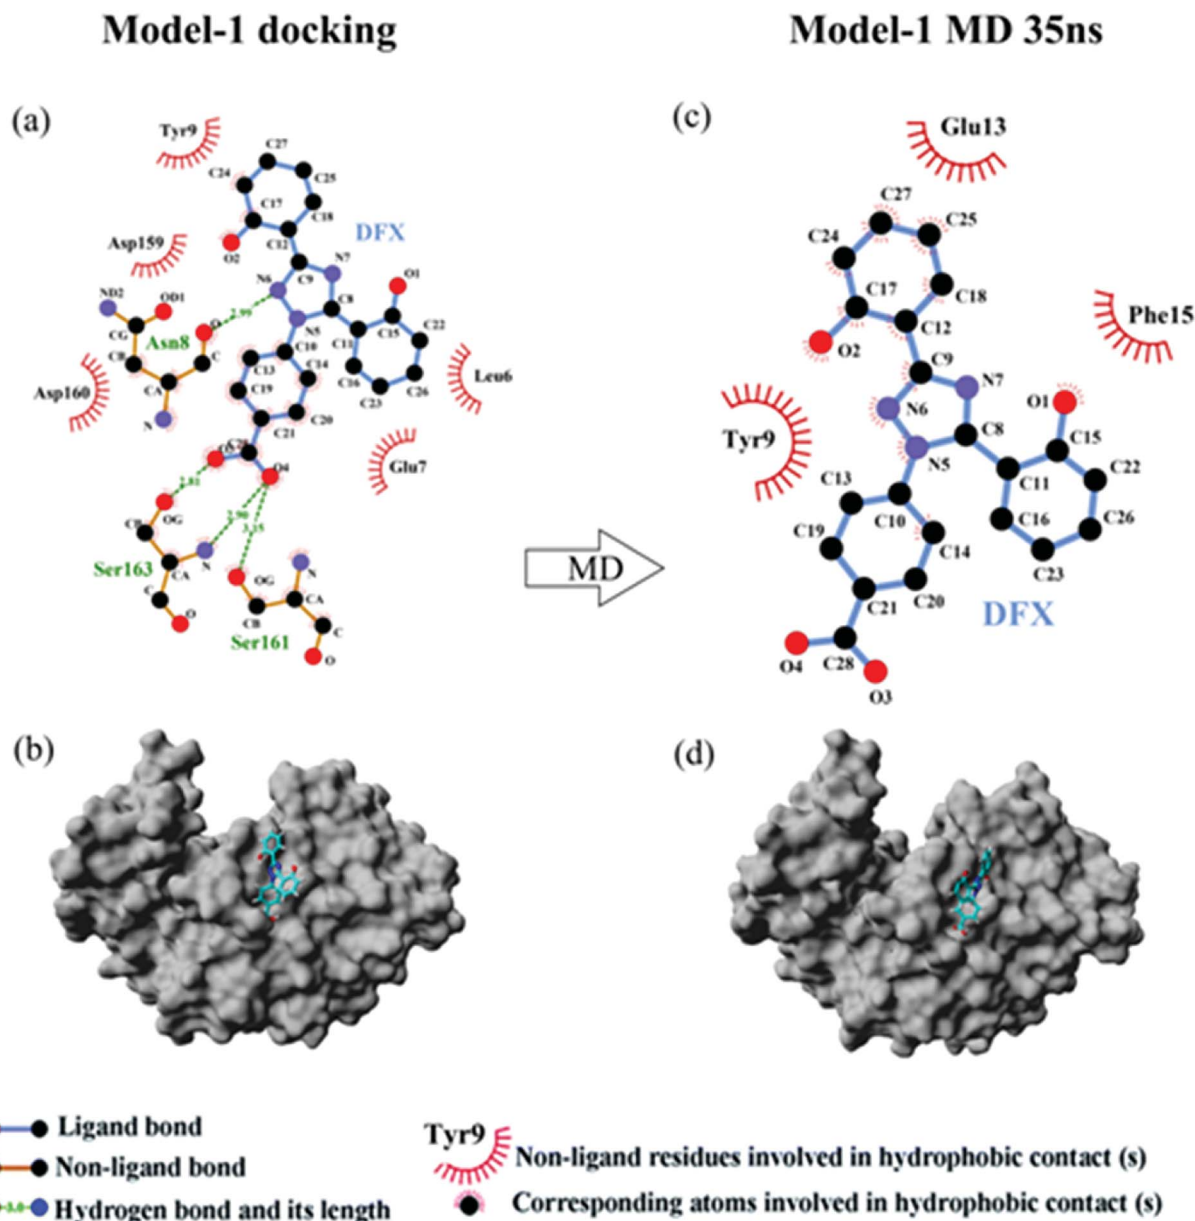 Model-1 docking
Model-1 MD 35ns
(a)
Tyr9
C27
C24
C25
C17
C18
DFX
C12
O2
Asp159
N6
C9
N7
O1
ND2
OD1
2.99
C8
CG
O
N5
C15
C22
Asn8
CB
C10
C11
C
C13
C14
Leu6
CA
C19
C16
C26
Asp160
C23
N
C20
C21
Glu7
O4
2.81
OG
2.90
3.15
CB
N
Ser163
CA
OG
N
C
CA
CB
C
O
Ser161
O
MD
(c)
Glu13
C27
C25
C24
C18
C17
Phe15
C12
O2
C9
N7
O1
N6
Tyr9
C8
C15
N5
C22
C13
C11
C10
C16
C26
C19
C14
C23
C20
C21
DFX
O4
C28
O3
(b)
(d)
Ligand bond
Non-ligand bond
3.0
Hydrogen bond and its length
Tyr9
Non-ligand residues involved in hydrophobic contact (s)
Corresponding atoms involved in hydrophobic contact (s)